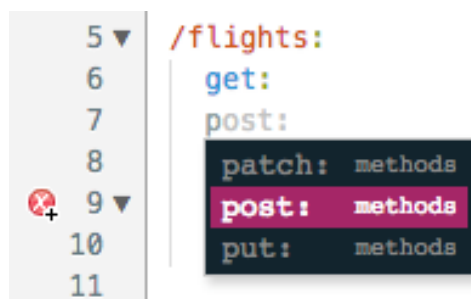 5 /flights:
6 get:
7 post:
8 patch: methods
9 post: methods
10 put: methods
11